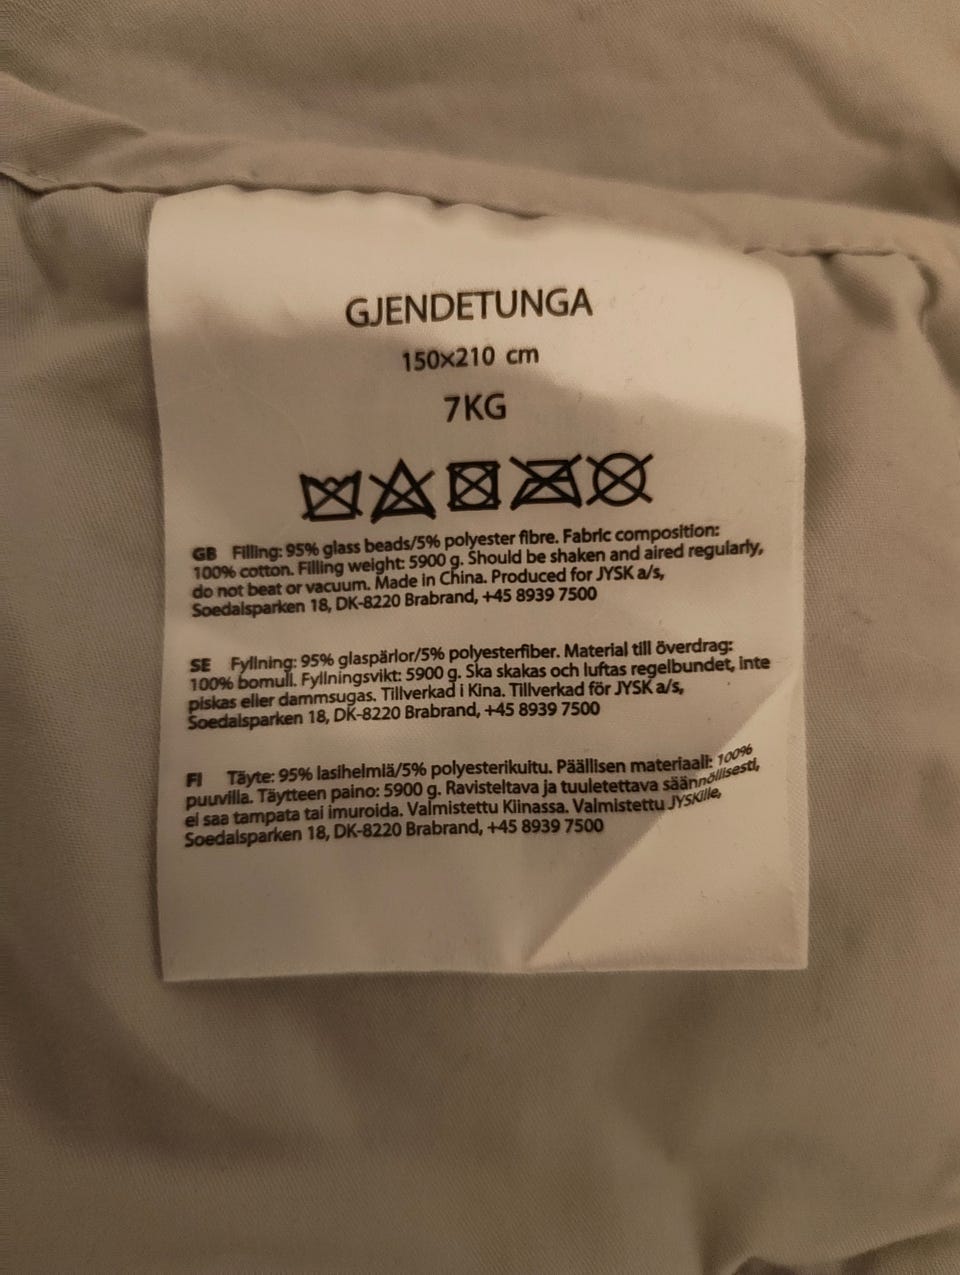 GJENDETUNGA
150x210 cm
7KG
GB Filling: 95% glass beads/5% polyester fibre. Fabric composition:
100% cotton. Filling weight: 5900 g. Should be shaken and aired regularly,
do not beat or vacuum. Made in China. Produced for JYSK a/s,
Soedalsparken 18, DK-8220 Brabrand, +45 8939 7500
SE Fyllning: 95% glaspärlor/5% polyesterfiber. Material till överdrag:
100% bomull. Fyllningsvikt: 5900 g. Ska skakas och luftas regelbundet, inte
piskas eller dammsugas. Tillverkad i Kina. Tillverkad för JYSK a/s,
Soedalsparken 18, DK-8220 Brabrand, +45 8939 7500
FI Täyte: 95% lasihelmiä/5% polyesterikuitu. Päällisen materiaali: 100%
puuvilla. Täytteen paino: 5900 g. Ravisteltava ja tuuletettava säännöllisesti,
ei saa tampata tai imuroida. Valmistettu Kiinassa. Valmistettu JYSKille,
Soedalsparken 18, DK-8220 Brabrand, +45 8939 7500